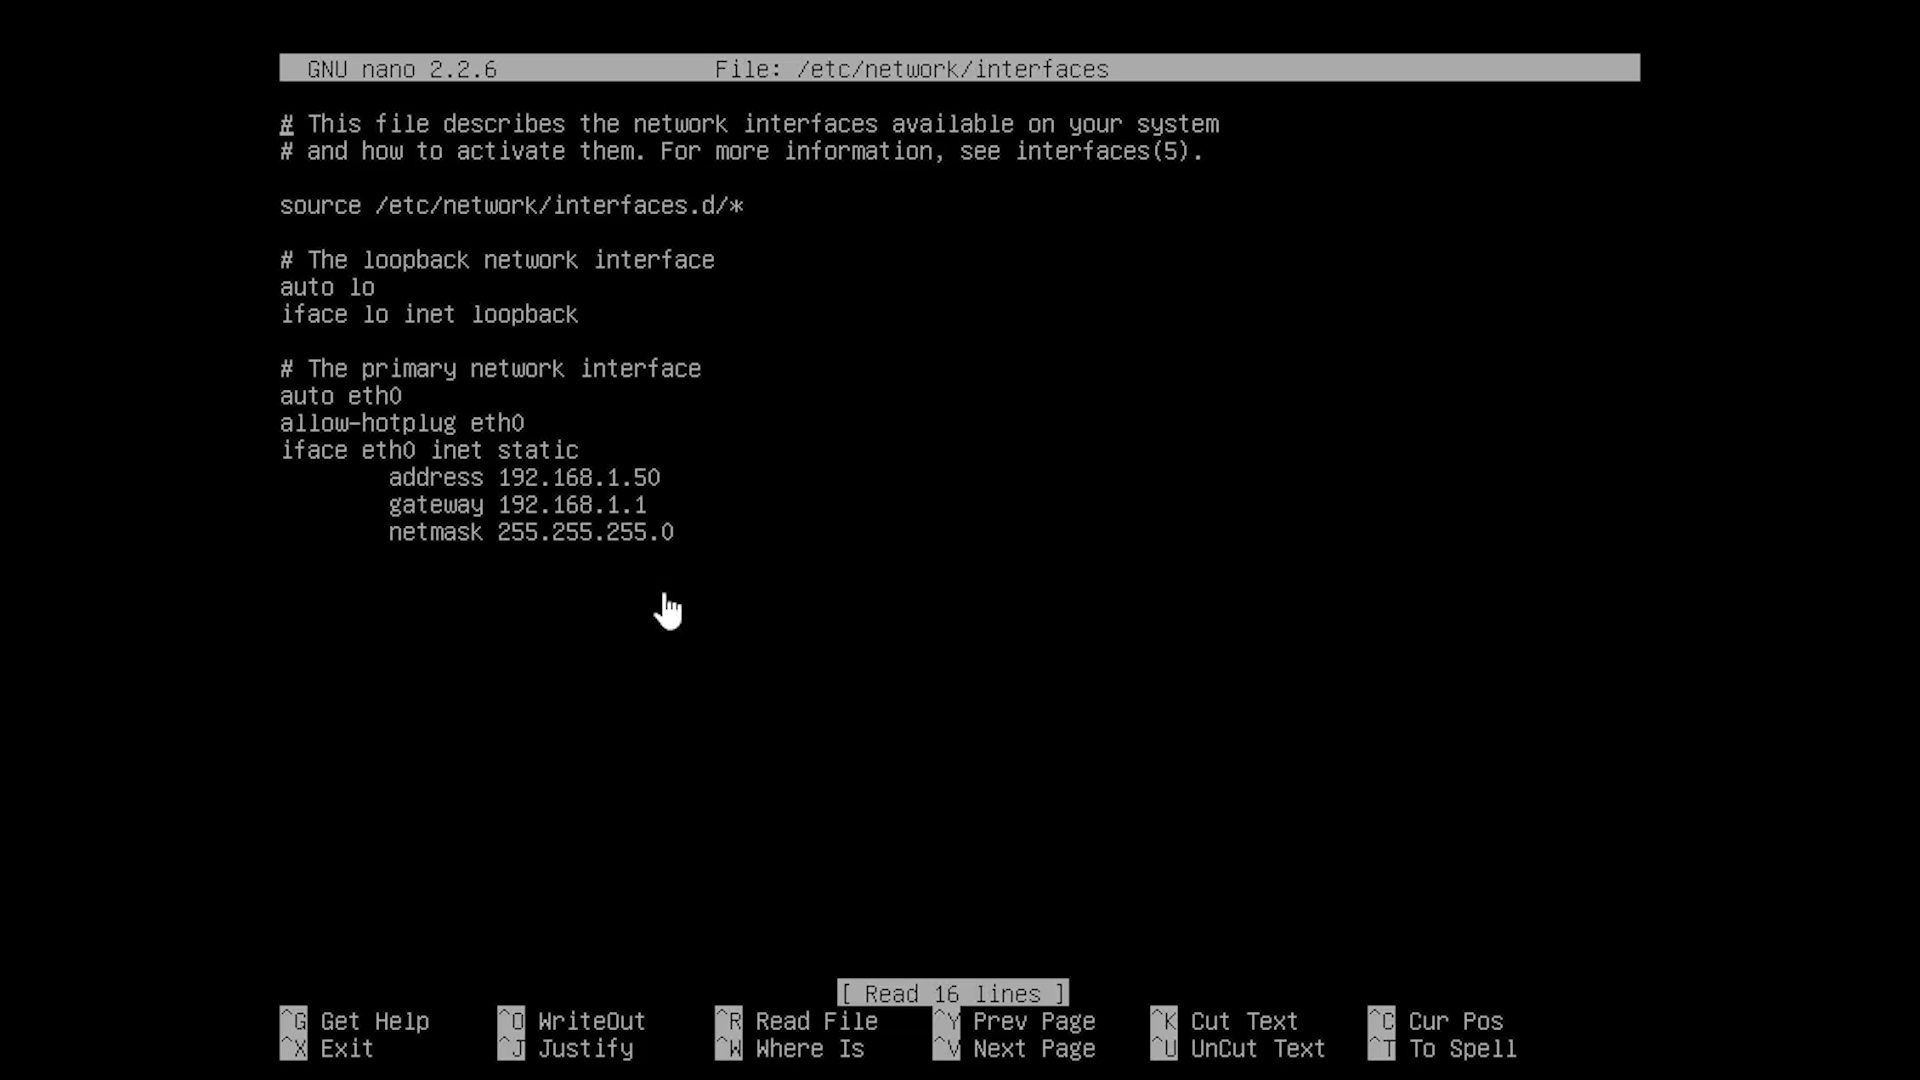 GNU nano 2.2.6 File: /etc/network/interfaces
# This file describes the network interfaces available on your system
# and how to activate them. For more information, see interfaces(5).
source /etc/network/interfaces.d/*
# The loopback network interface
auto lo
iface lo inet loopback
# The primary network interface
auto eth0
allow-hotplug eth0
iface eth0 inet static
address 192.168.1.50
gateway 192.168.1.1
netmask 255.255.255.0
[ Read 16 lines ]
^G Get Help ^O WriteOut ^R Read File ^Y Prev Page ^K Cut Text ^C Cur Pos
^X Exit ^J Justify ^W Where Is ^V Next Page ^U UnCut Text ^T To Spell